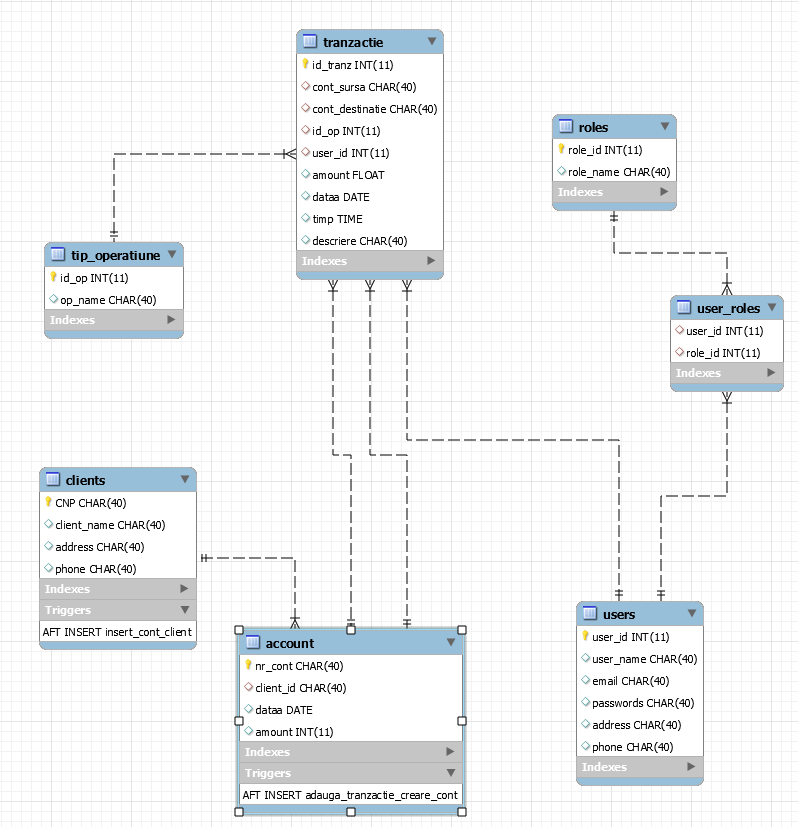 tranzactie
id_tranz INT(11)
cont_sursa CHAR(40)
cont_destinatie CHAR(40)
id_op INT(11)
user_id INT(11)
amount FLOAT
dataa DATE
timp TIME
descriere CHAR(40)
Indexes
roles
role_id INT(11)
role_name CHAR(40)
Indexes
tip_operatiune
id_op INT(11)
op_name CHAR(40)
Indexes
user_roles
user_id INT(11)
role_id INT(11)
Indexes
clients
CNP CHAR(40)
client_name CHAR(40)
address CHAR(40)
phone CHAR(40)
Indexes
Triggers
AFT INSERT insert_cont_client
account
nr_cont CHAR(40)
client_id CHAR(40)
dataa DATE
amount INT(11)
Indexes
Triggers
AFT INSERT adauga_tranzactie_creare_cont
users
user_id INT(11)
user_name CHAR(40)
email CHAR(40)
passwords CHAR(40)
address CHAR(40)
phone CHAR(40)
Indexes